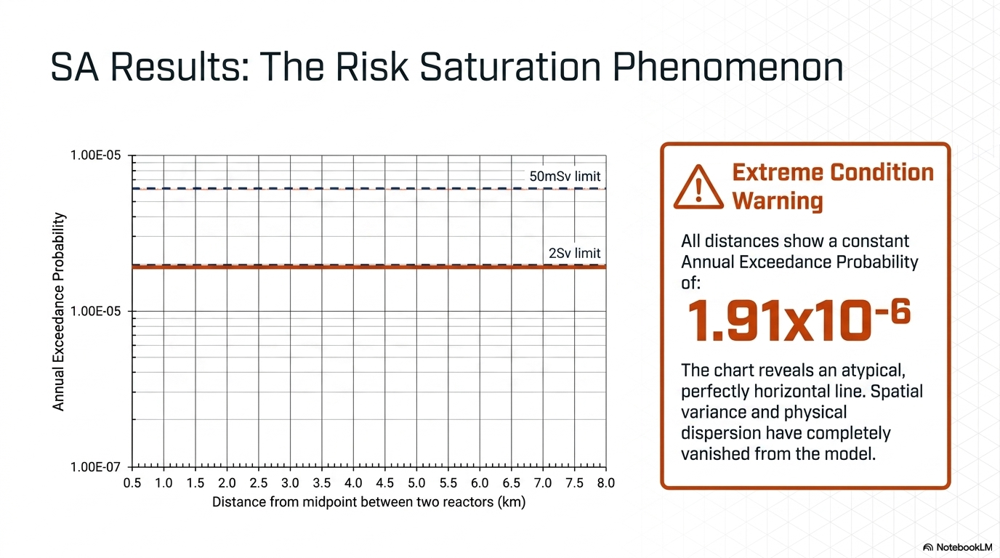 SA Results: The Risk Saturation Phenomenon
1.00E-05
50mSv limit
2Sv limit
1.00E-05
1.00E-07
Annual Exceedance Probability
0.5 1.0 1.5 2.0 2.5 3.0 3.5 4.0 4.5 5.0 5.5 6.0 6.5 7.0 7.5 8.0
Distance from midpoint between two reactors (km)
Extreme Condition
Warning
All distances show a constant
Annual Exceedance Probability
of:
1.91x10⁻⁶
The chart reveals an atypical,
perfectly horizontal line. Spatial
variance and physical
dispersion have completely
vanished from the model.
NotebookLM